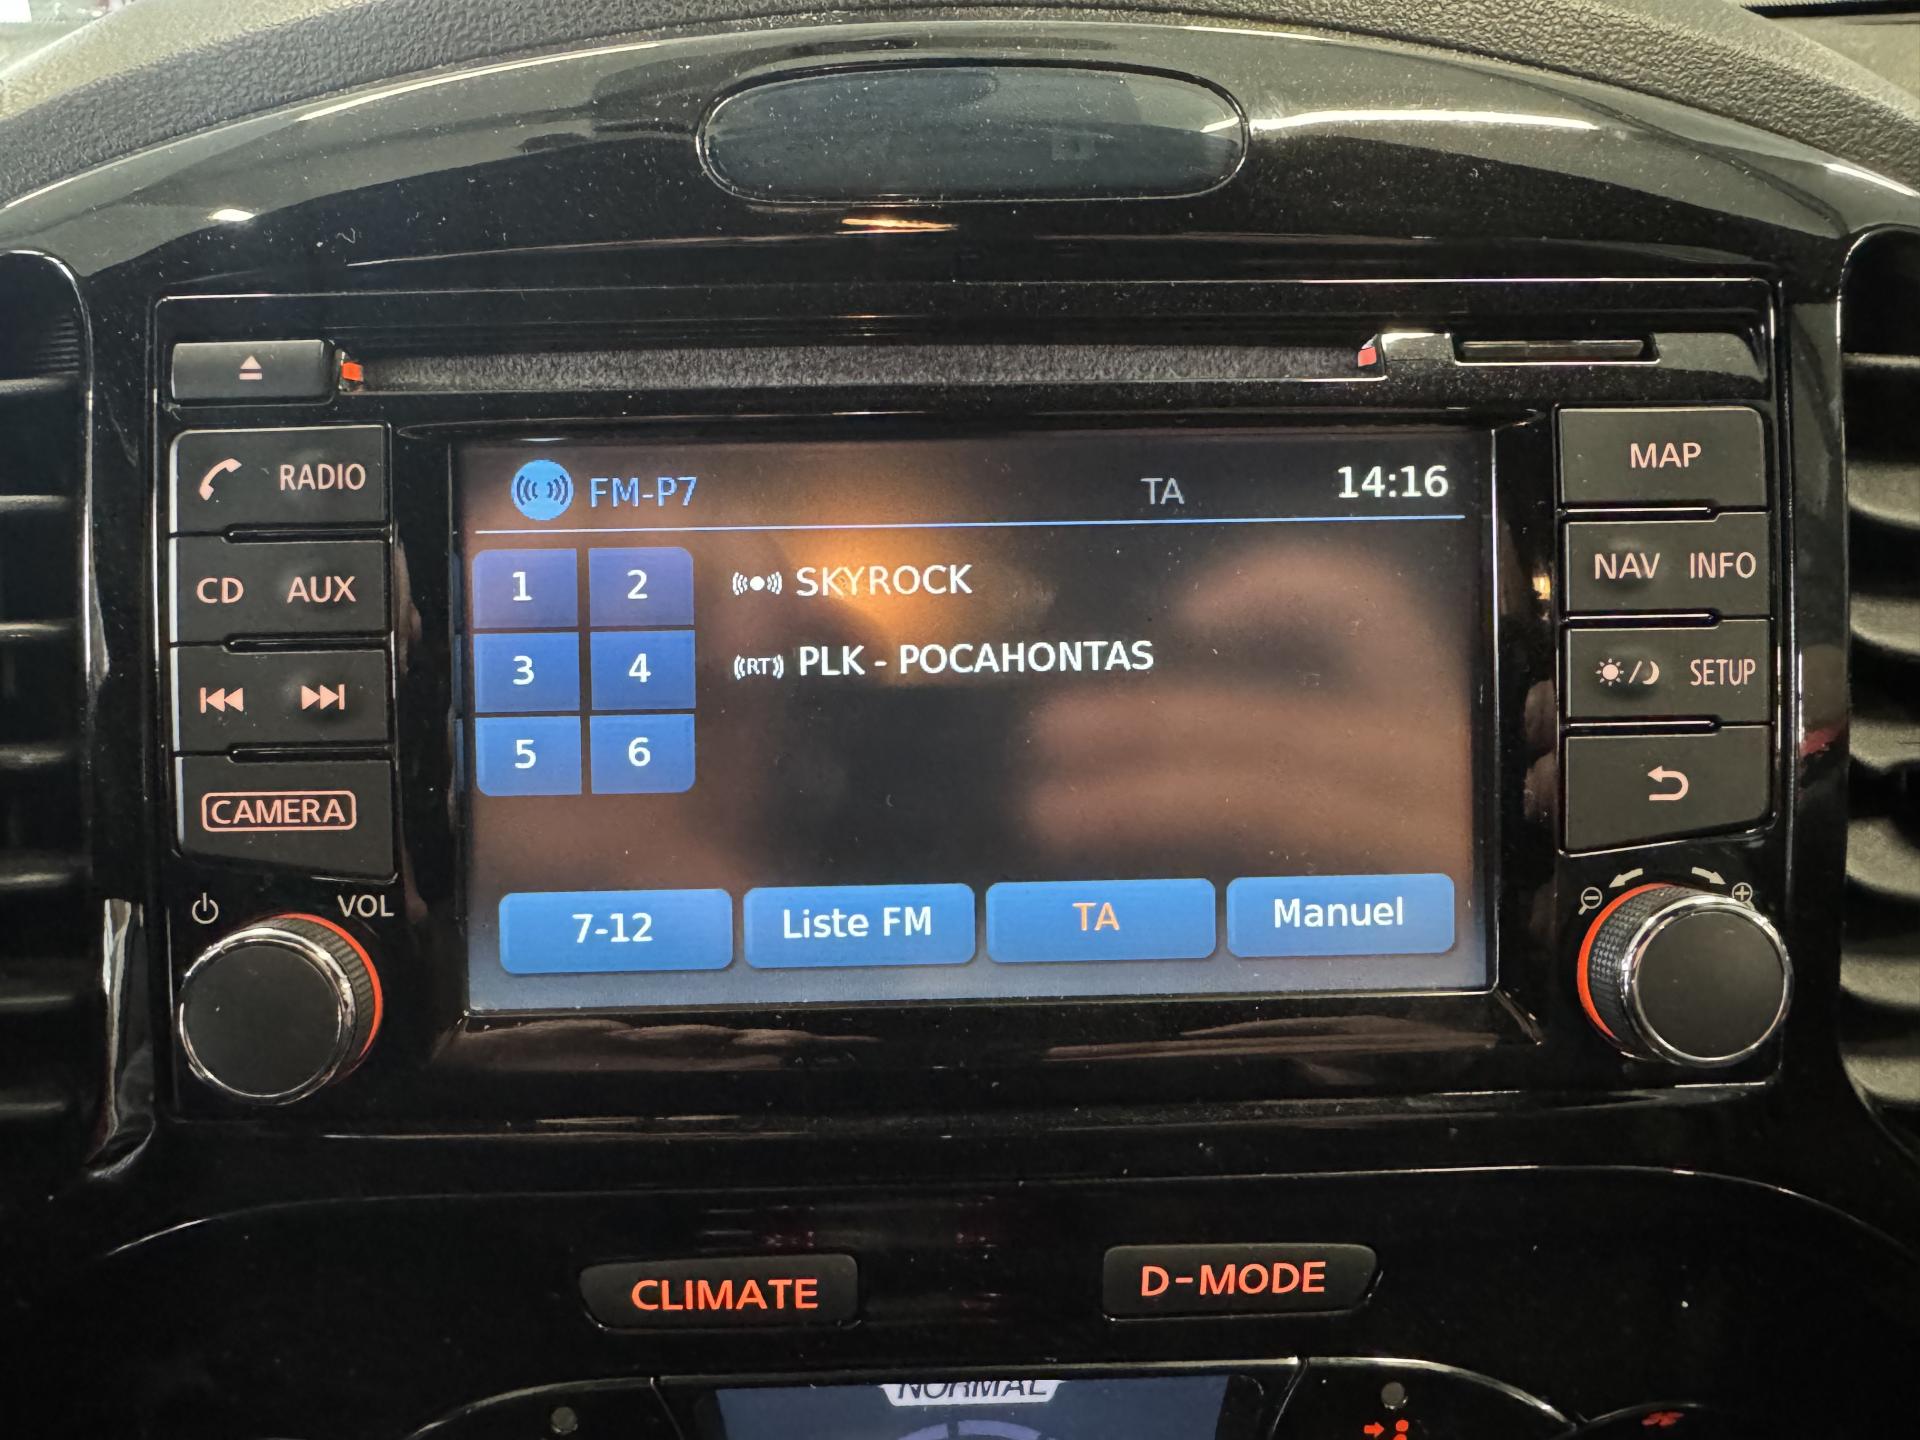 RADIO
CD AUX
CAMERA
VOL
FM-P7 TA 14:16
1 2 SKYROCK
3 4 RT PLK - POCAHONTAS
5 6
7-12 Liste FM TA Manuel
MAP
NAV INFO
SETUP
CLIMATE D-MODE
NORMAL